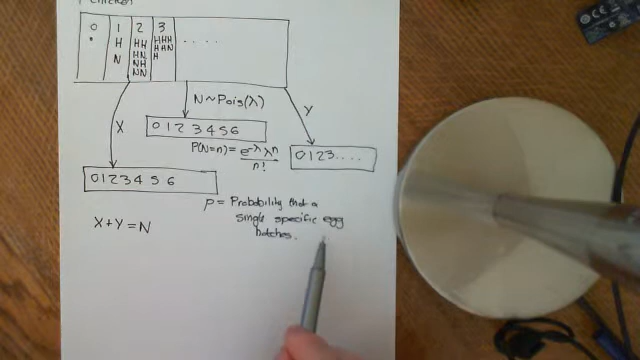 chicken
0 1 2 3
H HH HHH
N HN HHN
NH H
NN
. . . .
N~Pois(λ)
X
Y
0 1 2 3 4 5 6
P(N=n) = e^-λ λ^n
n!
0 1 2 3 . . . .
0 1 2 3 4 5 6
p = Probability that a
single specific egg
hatches.
X + Y = N